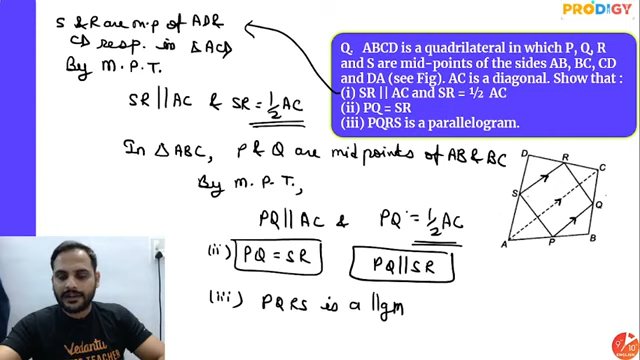 PRODIGY
S & R are m.p of AD &
CD resp. in △ACD
By M.P.T.
SR || AC & SR = 1/2 AC
Q. ABCD is a quadrilateral in which P, Q, R
and S are mid-points of the sides AB, BC, CD
and DA (see Fig). AC is a diagonal. Show that :
(i) SR || AC and SR = ½ AC
(ii) PQ = SR
(iii) PQRS is a parallelogram.
In △ABC, P & Q are midpoints of AB & BC
By M.P.T.,
PQ || AC & PQ = 1/2 AC
(ii) PQ = SR PQ || SR
(iii) PQRS is a ||gm
D R C
S Q
A P B
Vedantu
TEACHER
9 10